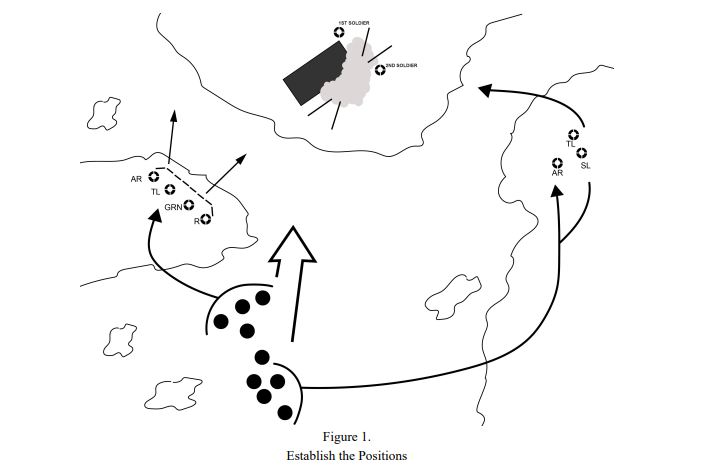 1ST SOLDIER
2ND SOLDIER
TL
SL
AR
AR
TL
GRN
R
Figure 1.
Establish the Positions